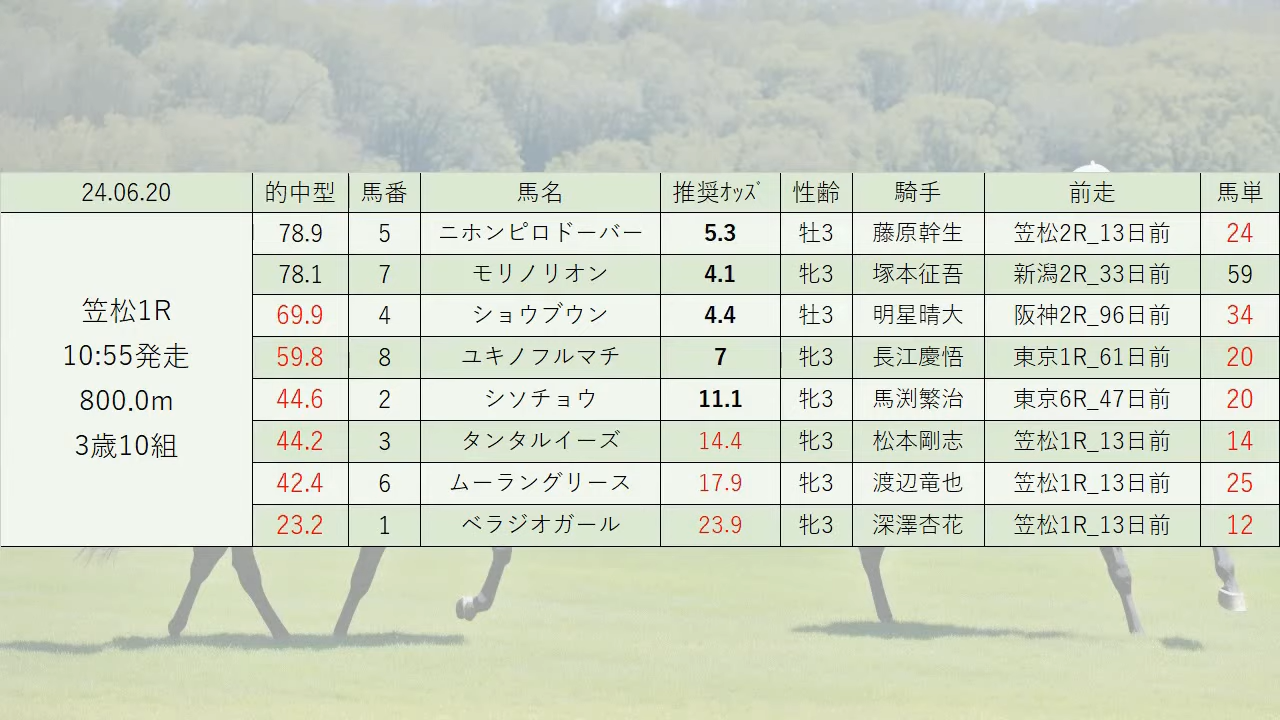 24.06.20 的中型 馬番 馬名 推奨ｵｯｽﾞ 性齢 騎手 前走 馬単
笠松1R
10:55発走
800.0m
3歳10組
78.9 5 ニホンピロドーバー 5.3 牡3 藤原幹生 笠松2R_13日前 24
78.1 7 モリノリオン 4.1 牝3 塚本征吾 新潟2R_33日前 59
69.9 4 ショウブウン 4.4 牡3 明星晴大 阪神2R_96日前 34
59.8 8 ユキノフルマチ 7 牝3 長江慶悟 東京1R_61日前 20
44.6 2 シソチョウ 11.1 牝3 馬渕繁治 東京6R_47日前 20
44.2 3 タンタルイーズ 14.4 牝3 松本剛志 笠松1R_13日前 14
42.4 6 ムーラングリース 17.9 牝3 渡辺竜也 笠松1R_13日前 25
23.2 1 ベラジオガール 23.9 牝3 深澤杏花 笠松1R_13日前 12